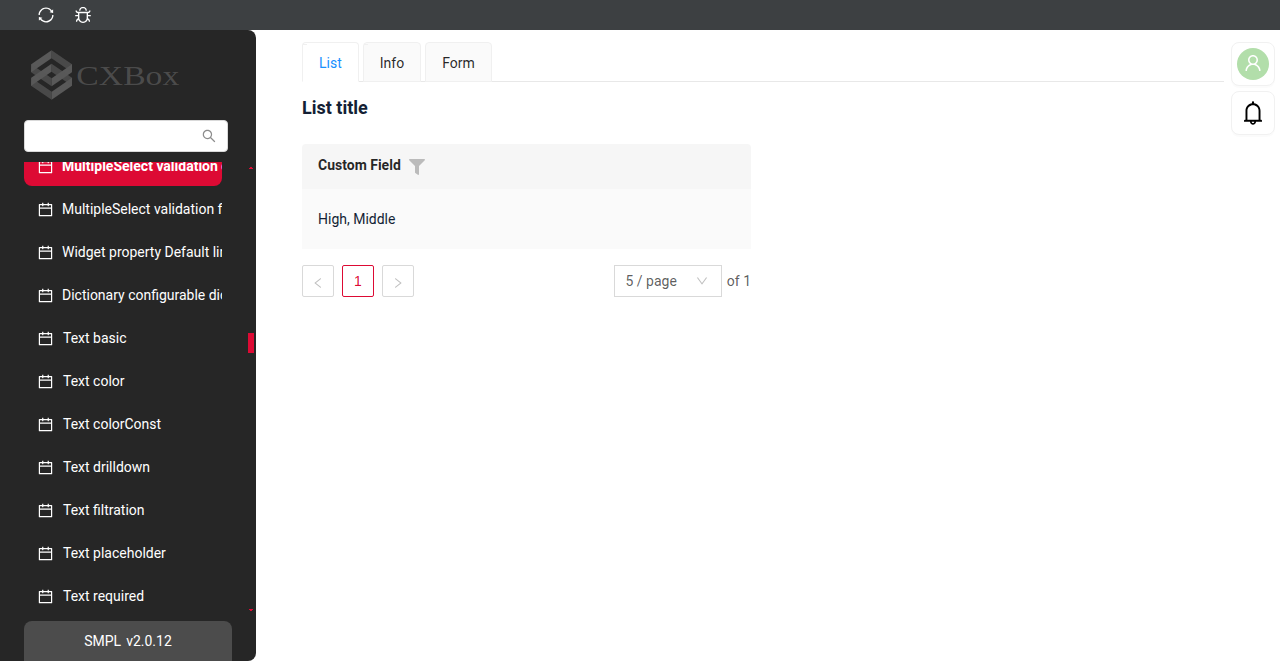 CXBox
MultipleSelect validation
MultipleSelect validation f
Widget property Default li
Dictionary configurable di
Text basic
Text color
Text colorConst
Text drilldown
Text filtration
Text placeholder
Text required
SMPL v2.0.12
List
Info
Form
List title
Custom Field
High, Middle
1
5 / page
of 1